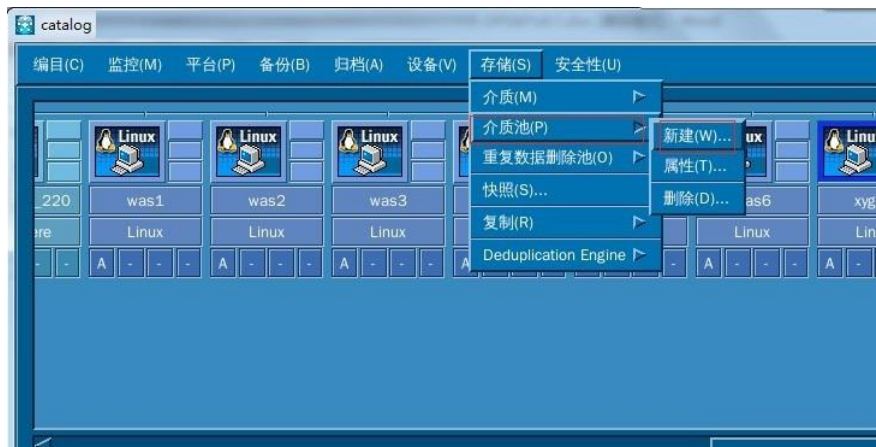 catalog
编目(C) 监控(M) 平台(P) 备份(B) 归档(A) 设备(V) 存储(S) 安全性(U)
介质(M)
介质池(P)
重复数据删除池(O)
快照(S)...
复制(R)
Deduplication Engine
新建(W)...
属性(T)...
删除(D)...
Linux Linux Linux ux Linu
_220 was1 was2 was3 as6 xyg
ere Linux Linux Linux Linux Lin
- - A - - - A - - - A - - - A - A - - - A -